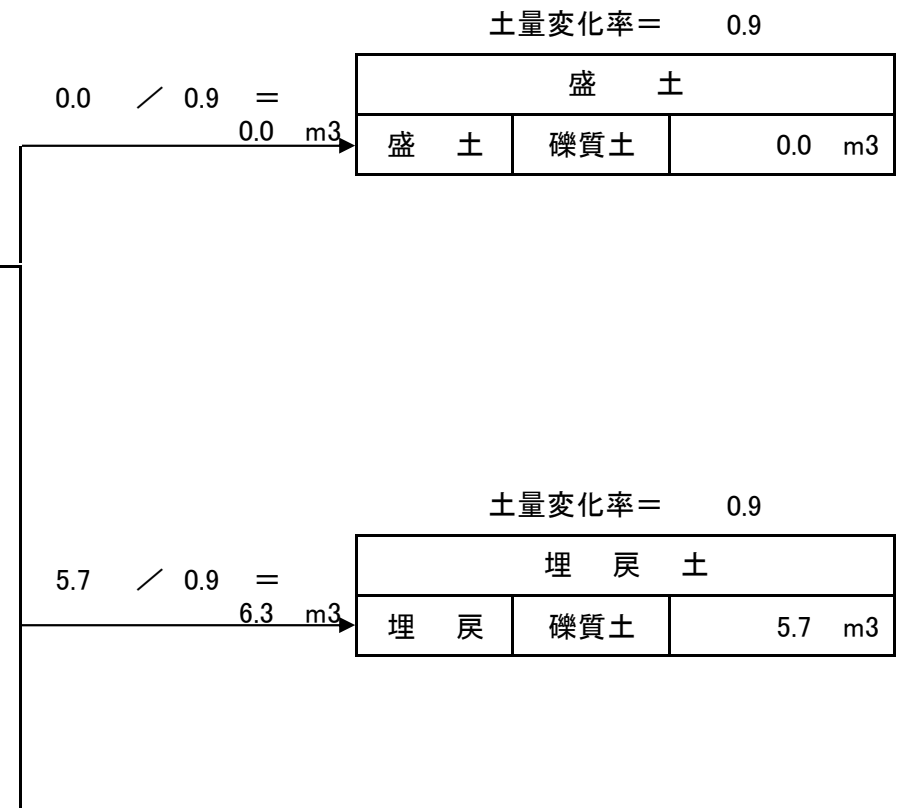 土量変化率＝ 0.9
盛 土
0.0 ／ 0.9 ＝
0.0 m3
盛 土 礫質土 0.0 m3
土量変化率＝ 0.9
埋 戻 土
5.7 ／ 0.9 ＝
6.3 m3
埋 戻 礫質土 5.7 m3